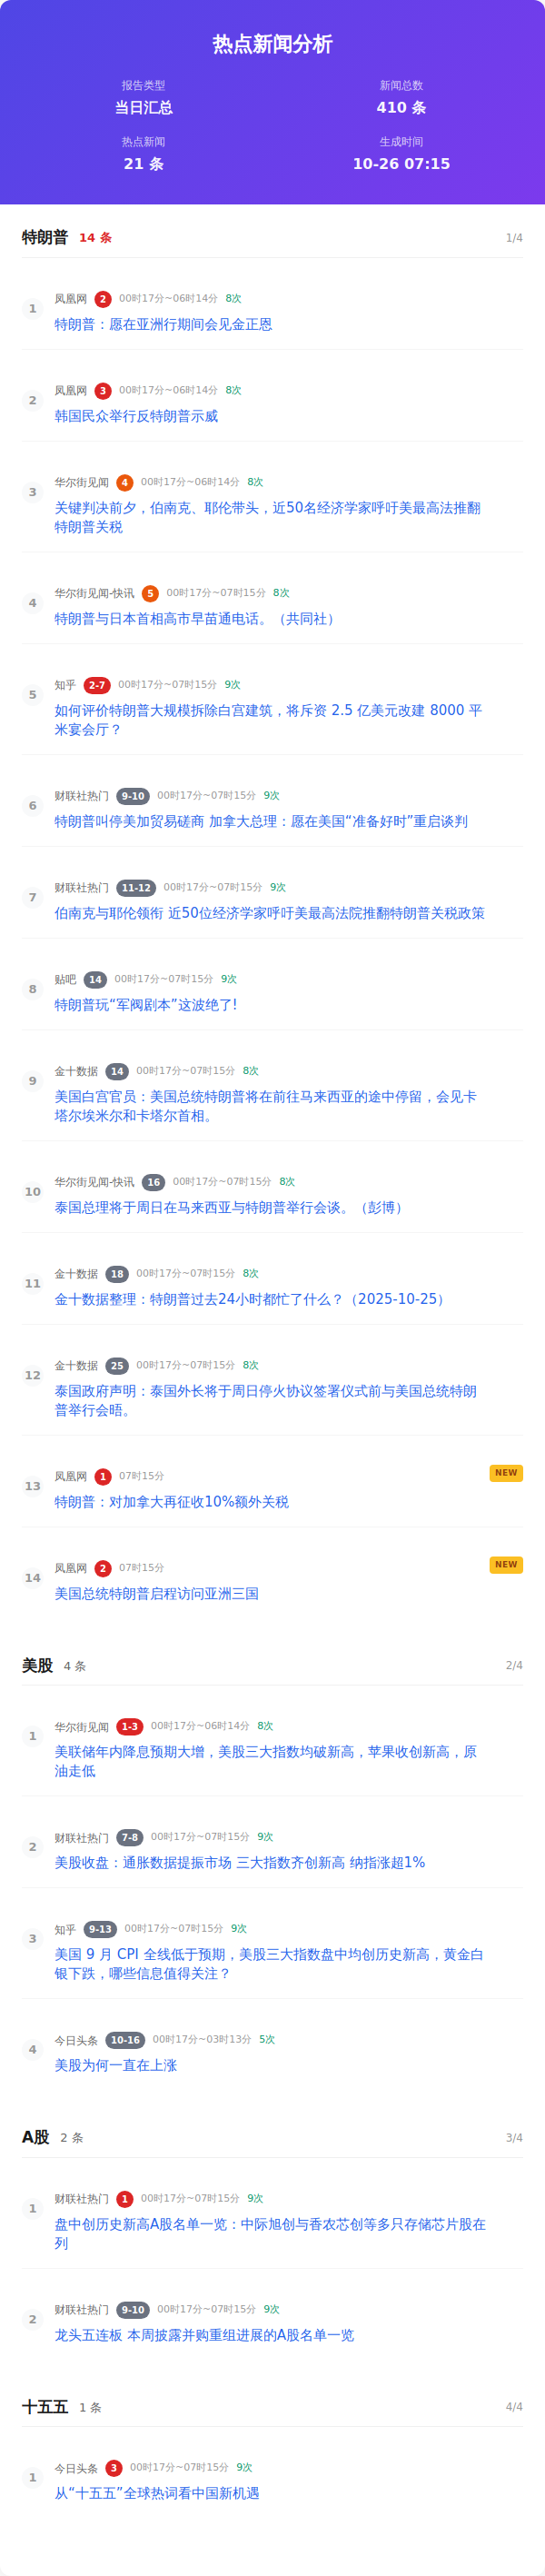 热点新闻分析
报告类型 新闻总数
当日汇总 410 条
热点新闻 生成时间
21 条 10-26 07:15
特朗普 14 条 1/4
1 凤凰网 2 00时17分~06时14分 8次
特朗普：愿在亚洲行期间会见金正恩
2 凤凰网 3 00时17分~06时14分 8次
韩国民众举行反特朗普示威
3 华尔街见闻 4 00时17分~06时14分 8次
关键判决前夕，伯南克、耶伦带头，近50名经济学家呼吁美最高法推翻
特朗普关税
4 华尔街见闻-快讯 5 00时17分~07时15分 8次
特朗普与日本首相高市早苗通电话。（共同社）
5 知乎 2-7 00时17分~07时15分 9次
如何评价特朗普大规模拆除白宫建筑，将斥资 2.5 亿美元改建 8000 平
米宴会厅？
6 财联社热门 9-10 00时17分~07时15分 9次
特朗普叫停美加贸易磋商 加拿大总理：愿在美国“准备好时”重启谈判
7 财联社热门 11-12 00时17分~07时15分 9次
伯南克与耶伦领衔 近50位经济学家呼吁美最高法院推翻特朗普关税政策
8 贴吧 14 00时17分~07时15分 9次
特朗普玩“军阀剧本”这波绝了!
9 金十数据 14 00时17分~07时15分 8次
美国白宫官员：美国总统特朗普将在前往马来西亚的途中停留，会见卡
塔尔埃米尔和卡塔尔首相。
10 华尔街见闻-快讯 16 00时17分~07时15分 8次
泰国总理将于周日在马来西亚与特朗普举行会谈。（彭博）
11 金十数据 18 00时17分~07时15分 8次
金十数据整理：特朗普过去24小时都忙了什么？（2025-10-25）
12 金十数据 25 00时17分~07时15分 8次
泰国政府声明：泰国外长将于周日停火协议签署仪式前与美国总统特朗
普举行会晤。
13 凤凰网 1 07时15分 NEW
特朗普：对加拿大再征收10%额外关税
14 凤凰网 2 07时15分 NEW
美国总统特朗普启程访问亚洲三国
美股 4 条 2/4
1 华尔街见闻 1-3 00时17分~06时14分 8次
美联储年内降息预期大增，美股三大指数均破新高，苹果收创新高，原
油走低
2 财联社热门 7-8 00时17分~07时15分 9次
美股收盘：通胀数据提振市场 三大指数齐创新高 纳指涨超1%
3 知乎 9-13 00时17分~07时15分 9次
美国 9 月 CPI 全线低于预期，美股三大指数盘中均创历史新高，黄金白
银下跌，哪些信息值得关注？
4 今日头条 10-16 00时17分~03时13分 5次
美股为何一直在上涨
A股 2 条 3/4
1 财联社热门 1 00时17分~07时15分 9次
盘中创历史新高A股名单一览：中际旭创与香农芯创等多只存储芯片股在
列
2 财联社热门 9-10 00时17分~07时15分 9次
龙头五连板 本周披露并购重组进展的A股名单一览
十五五 1 条 4/4
1 今日头条 3 00时17分~07时15分 9次
从“十五五”全球热词看中国新机遇